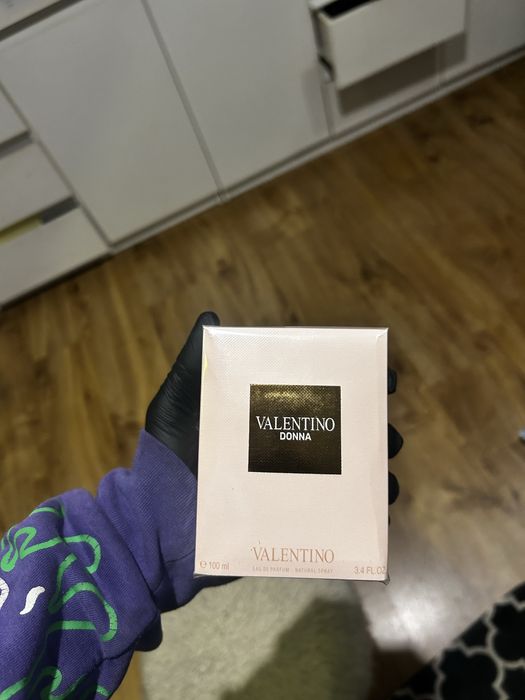 VALENTINO
DONNA
VALENTINO
EAU DE PARFUM - NATURAL SPRAY
℮ 100 ml 3.4 FL.OZ